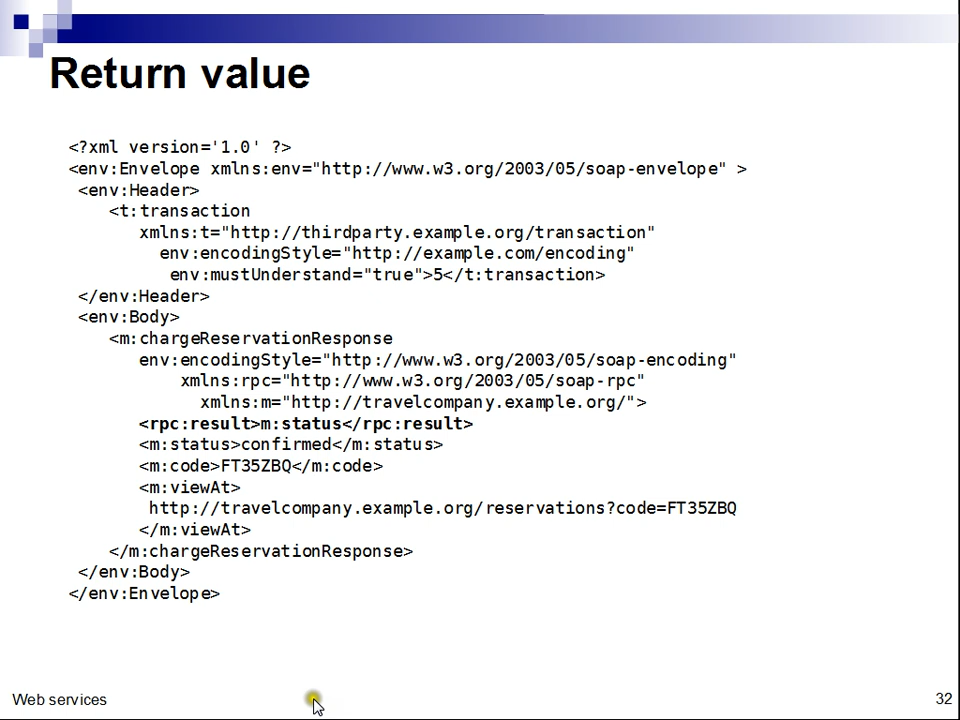 Return value
<?xml version='1.0' ?>
<env:Envelope xmlns:env="http://www.w3.org/2003/05/soap-envelope" >
<env:Header>
<t:transaction
xmlns:t="http://thirdparty.example.org/transaction"
env:encodingStyle="http://example.com/encoding"
env:mustUnderstand="true">5</t:transaction>
</env:Header>
<env:Body>
<m:chargeReservationResponse
env:encodingStyle="http://www.w3.org/2003/05/soap-encoding"
xmlns:rpc="http://www.w3.org/2003/05/soap-rpc"
xmlns:m="http://travelcompany.example.org/">
<rpc:result>m:status</rpc:result>
<m:status>confirmed</m:status>
<m:code>FT35ZBQ</m:code>
<m:viewAt>
http://travelcompany.example.org/reservations?code=FT35ZBQ
</m:viewAt>
</m:chargeReservationResponse>
</env:Body>
</env:Envelope>
Web services
32